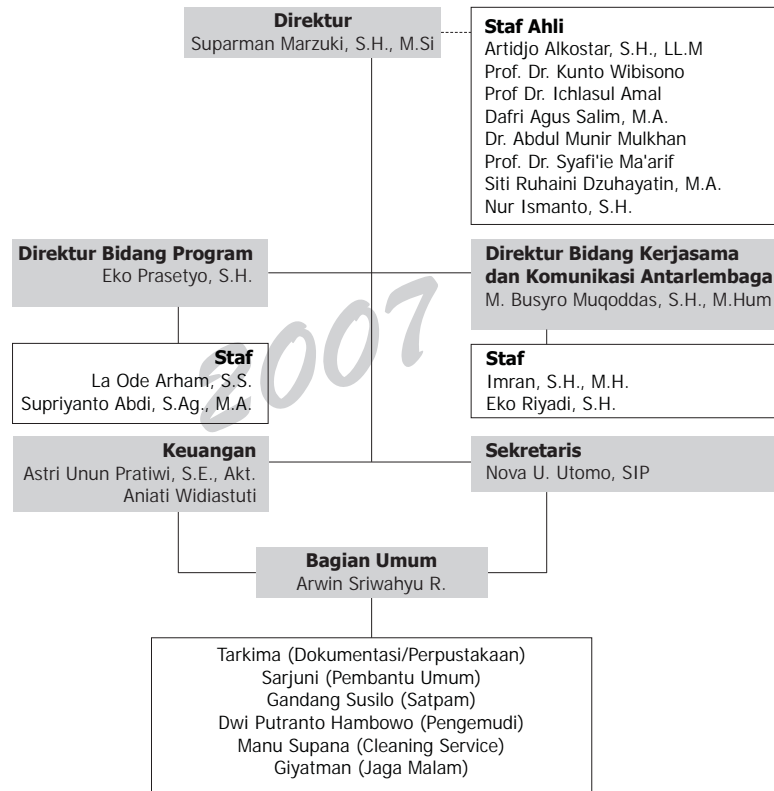 Direktur
Suparman Marzuki, S.H., M.Si
Staf Ahli
Artidjo Alkostar, S.H., LL.M
Prof. Dr. Kunto Wibisono
Prof Dr. Ichlasul Amal
Dafri Agus Salim, M.A.
Dr. Abdul Munir Mulkhan
Prof. Dr. Syafi'ie Ma'arif
Siti Ruhaini Dzuhayatin, M.A.
Nur Ismanto, S.H.
Direktur Bidang Program
Eko Prasetyo, S.H.
Direktur Bidang Kerjasama
dan Komunikasi Antarlembaga
M. Busyro Muqoddas, S.H., M.Hum
2007
Staf
La Ode Arham, S.S.
Supriyanto Abdi, S.Ag., M.A.
Staf
Imran, S.H., M.H.
Eko Riyadi, S.H.
Keuangan
Astri Unun Pratiwi, S.E., Akt.
Aniati Widiastuti
Sekretaris
Nova U. Utomo, SIP
Bagian Umum
Arwin Sriwahyu R.
Tarkima (Dokumentasi/Perpustakaan)
Sarjuni (Pembantu Umum)
Gandang Susilo (Satpam)
Dwi Putranto Hambowo (Pengemudi)
Manu Supana (Cleaning Service)
Giyatman (Jaga Malam)